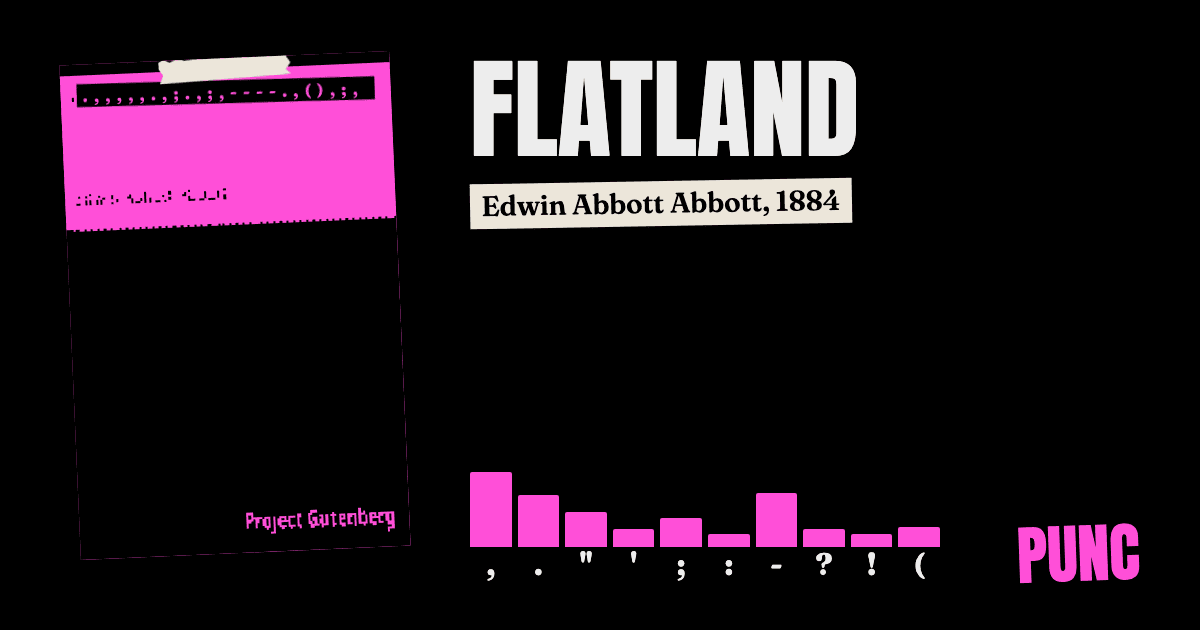 .,,,,,.,;.,;,----.,(),;,
Project Gutenberg
FLATLAND
Edwin Abbott Abbott, 1884
, . " ' ; : - ? ! (
PUNC